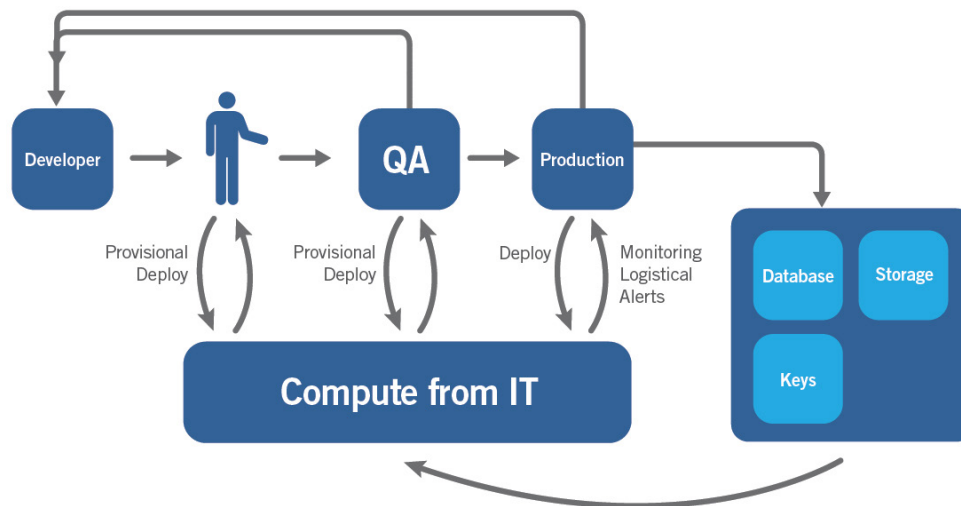 Developer
QA
Production
Provisional
Deploy
Provisional
Deploy
Deploy
Monitoring
Logistical
Alerts
Database
Storage
Keys
Compute from IT